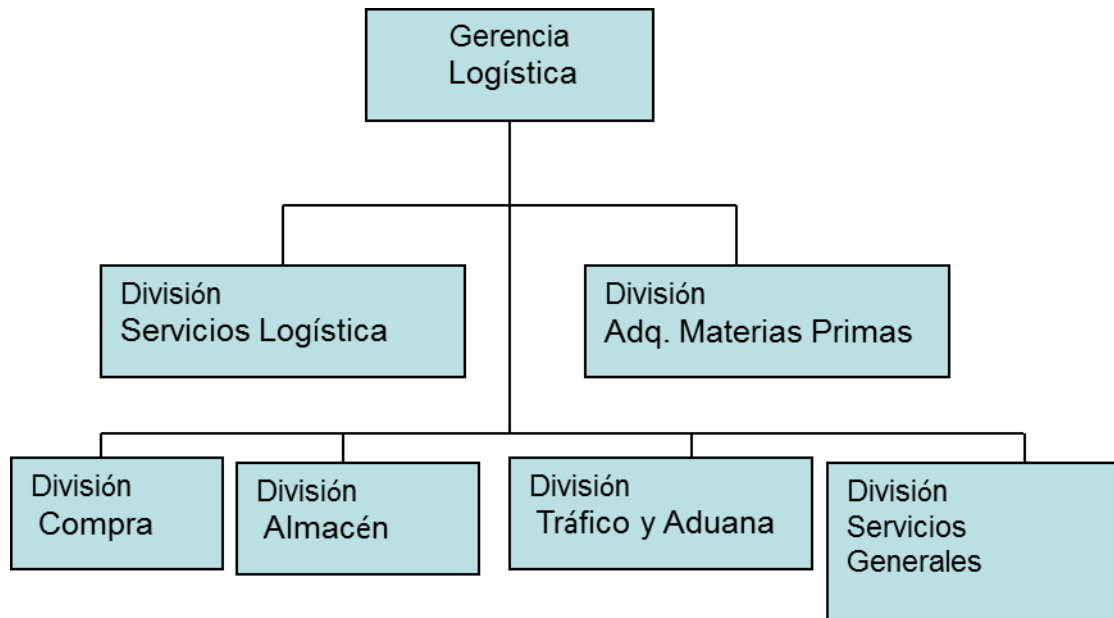 Gerencia
Logística
División
Servicios Logística
División
Adq. Materias Primas
División
Compra
División
Almacén
División
Tráfico y Aduana
División
Servicios
Generales